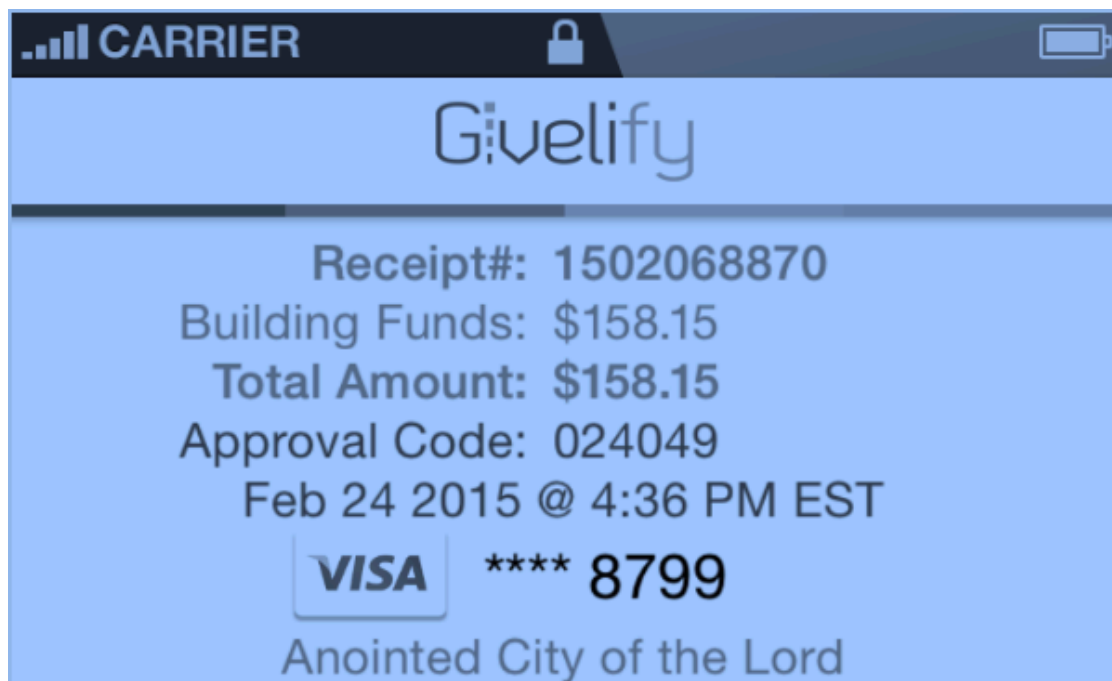 CARRIER
Givelify
Receipt#: 1502068870
Building Funds: $158.15
Total Amount: $158.15
Approval Code: 024049
Feb 24 2015 @ 4:36 PM EST
VISA **** 8799
Anointed City of the Lord